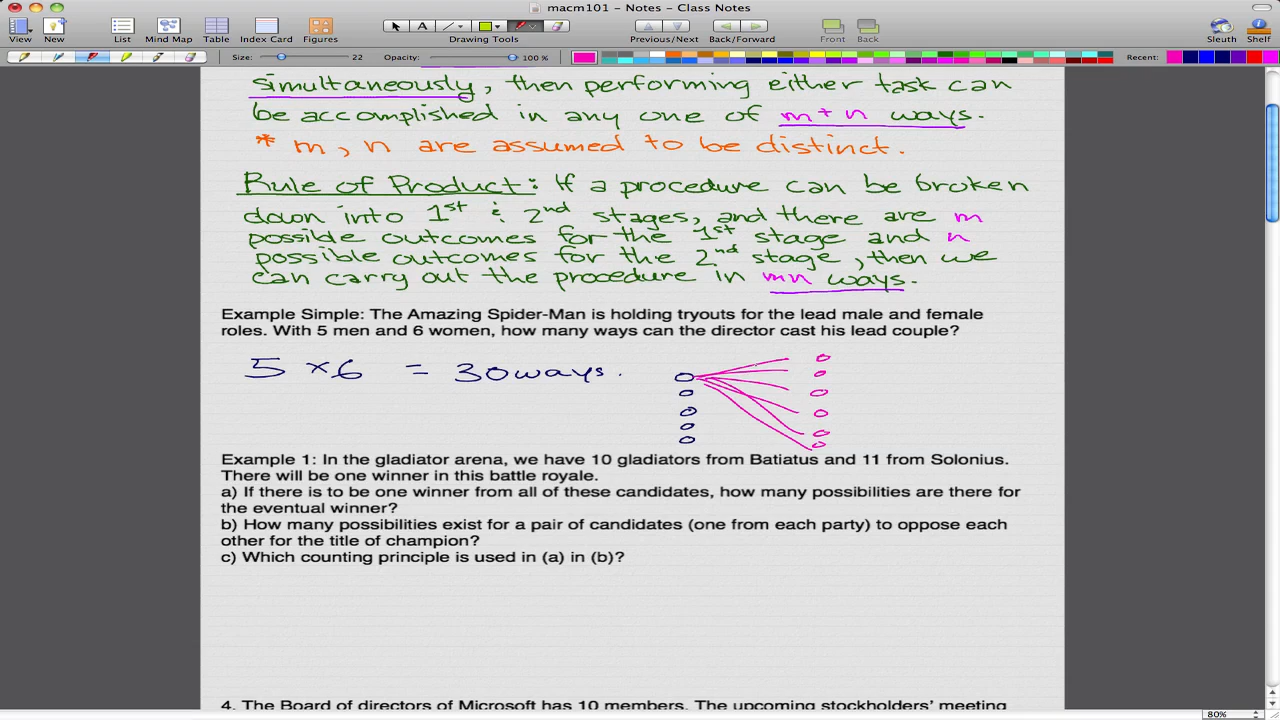 macm101 - Notes - Class Notes
View New List Mind Map Table Index Card Figures Drawing Tools Previous/Next Back/Forward Front Back Sleuth Shelf
Size: 22 Opacity: 100 % Recent:
simultaneously, then performing either task can
be accomplished in any one of m + n ways.
* m, n are assumed to be distinct.
Rule of Product: If a procedure can be broken
down into 1st & 2nd stages, and there are m
possible outcomes for the 1st stage and n
possible outcomes for the 2nd stage, then we
can carry out the procedure in mn ways.
Example Simple: The Amazing Spider-Man is holding tryouts for the lead male and female
roles. With 5 men and 6 women, how many ways can the director cast his lead couple?
5 × 6 = 30 ways.
Example 1: In the gladiator arena, we have 10 gladiators from Batiatus and 11 from Solonius.
There will be one winner in this battle royale.
a) If there is to be one winner from all of these candidates, how many possibilities are there for
the eventual winner?
b) How many possibilities exist for a pair of candidates (one from each party) to oppose each
other for the title of champion?
c) Which counting principle is used in (a) in (b)?
4. The Board of directors of Microsoft has 10 members. The upcoming stockholders' meeting
80%